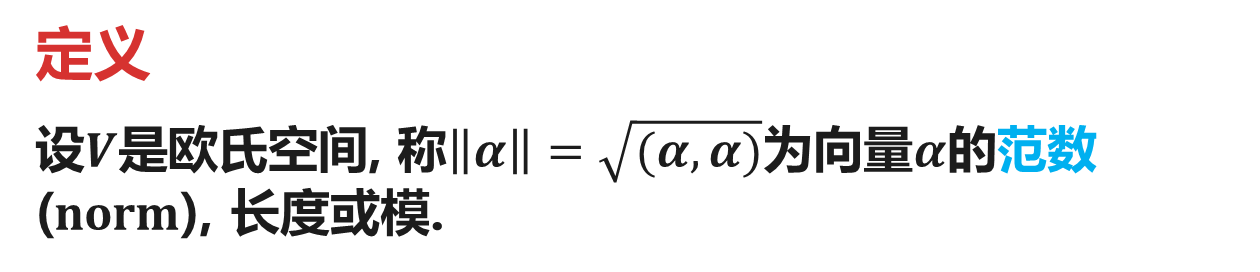 定义
设𝑽是欧氏空间, 称‖𝜶‖ = √(𝜶, 𝜶)为向量𝜶的范数
(norm), 长度或模.